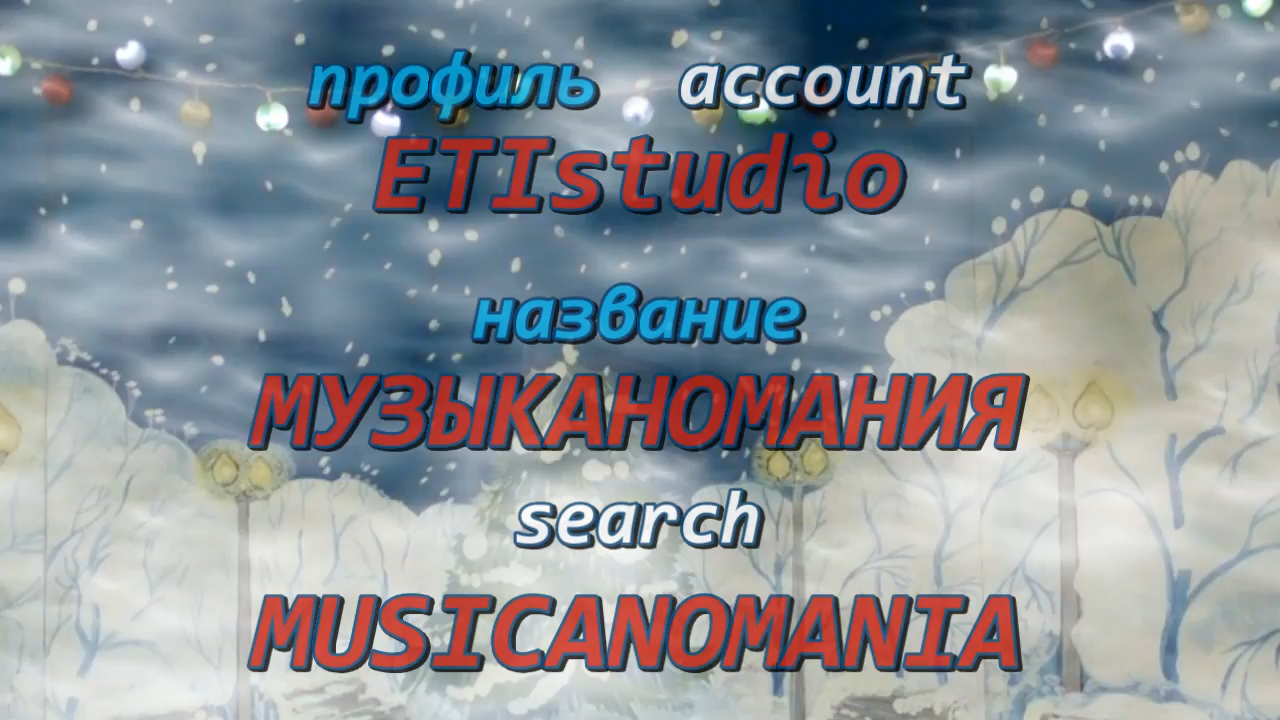 профиль account
ETIstudio
название
МУЗЫКАНОМАНИЯ
search
MUSICANOMANIA